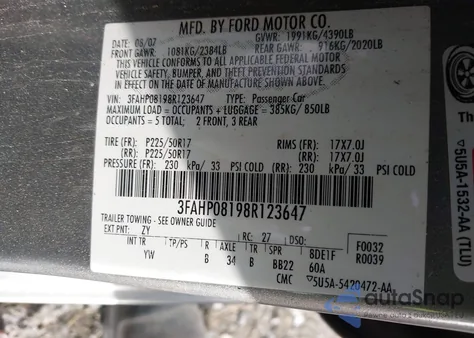 MFD. BY FORD MOTOR CO.
DATE: 08/07 GVWR: 1991KG/4390LB
FRONT GAWR: 1081KG/2384LB REAR GAWR: 916KG/2020LB
THIS VEHICLE CONFORMS TO ALL APPLICABLE FEDERAL MOTOR
VEHICLE SAFETY, BUMPER, AND THEFT PREVENTION STANDARDS
IN EFFECT ON THE DATE OF MANUFACTURE SHOWN ABOVE.
VIN: 3FAHP08198R123647 TYPE: Passenger Car
MAXIMUM LOAD = OCCUPANTS + LUGGAGE = 385KG/ 850LB
OCCUPANTS = 5 TOTAL; 2 FRONT, 3 REAR
TIRE (FR): P225/50R17 RIMS (FR): 17X7.0J
(RR): P225/50R17 (RR): 17X7.0J
PRESSURE (FR): 230 kPa/ 33 PSI COLD (RR): 230 kPa/ 33 PSI COLD
3FAHP08198R123647
TRAILER TOWING - SEE OWNER GUIDE
EXT PNT: ZY RC: 27 DSO: F0032
INT TR TP/PS R AXLE TR SPR BDE1F R0039
YW B 34 B BB22 60A
CMC 5U5A-5420472-AA
5U5A-1532-AA (TLU)
Th
autoSnap